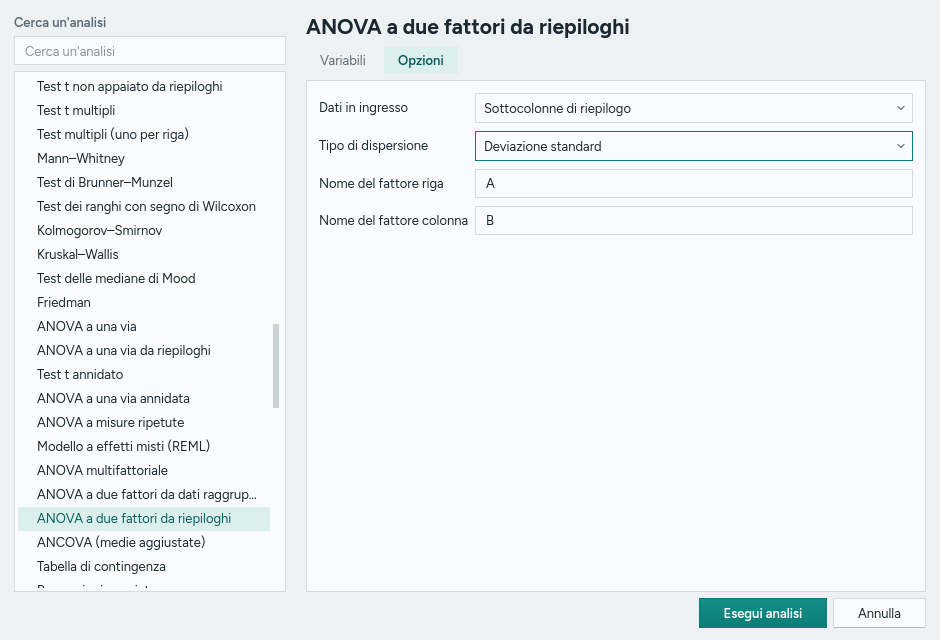 Cerca un'analisi
Cerca un'analisi
Test t non appaiato da riepiloghi
Test t multipli
Test multipli (uno per riga)
Mann–Whitney
Test di Brunner–Munzel
Test dei ranghi con segno di Wilcoxon
Kolmogorov–Smirnov
Kruskal–Wallis
Test delle mediane di Mood
Friedman
ANOVA a una via
ANOVA a una via da riepiloghi
Test t annidato
ANOVA a una via annidata
ANOVA a misure ripetute
Modello a effetti misti (REML)
ANOVA multifattoriale
ANOVA a due fattori da dati raggrup...
ANOVA a due fattori da riepiloghi
ANCOVA (medie aggiustate)
Tabella di contingenza
ANOVA a due fattori da riepiloghi
Variabili
Opzioni
Dati in ingresso
Sottocolonne di riepilogo
Tipo di dispersione
Deviazione standard
Nome del fattore riga
A
Nome del fattore colonna
B
Esegui analisi
Annulla